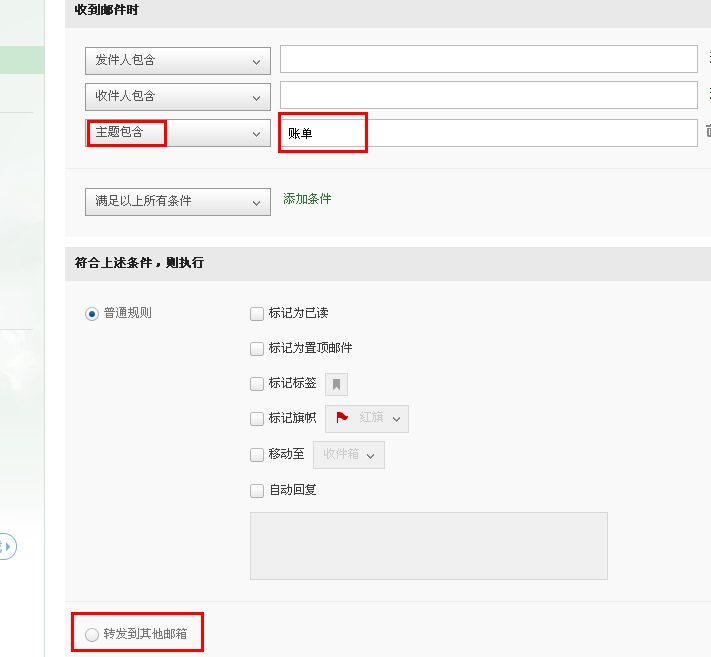 收到邮件时
发件人包含
收件人包含
主题包含 账单
满足以上所有条件 添加条件
符合上述条件，则执行
普通规则 标记为已读
标记为置顶邮件
标记标签
标记旗帜 红旗
移动至 收件箱
自动回复
转发到其他邮箱